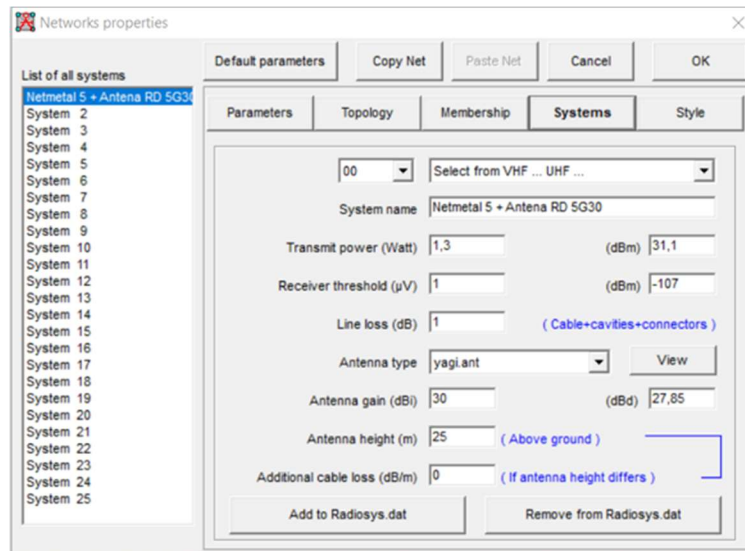 Networks properties
Default parameters Copy Net Paste Net Cancel OK
List of all systems
Netmetal 5 + Antena RD 5G30
System 2
System 3
System 4
System 5
System 6
System 7
System 8
System 9
System 10
System 11
System 12
System 13
System 14
System 15
System 16
System 17
System 18
System 19
System 20
System 21
System 22
System 23
System 24
System 25
Parameters Topology Membership Systems Style
00 Select from VHF ... UHF ...
System name Netmetal 5 + Antena RD 5G30
Transmit power (Watt) 1,3 (dBm) 31,1
Receiver threshold (µV) 1 (dBm) -107
Line loss (dB) 1 ( Cable+cavities+connectors )
Antenna type yagi.ant View
Antenna gain (dBi) 30 (dBd) 27,85
Antenna height (m) 25 ( Above ground )
Additional cable loss (dB/m) 0 ( If antenna height differs )
Add to Radiosys.dat Remove from Radiosys.dat